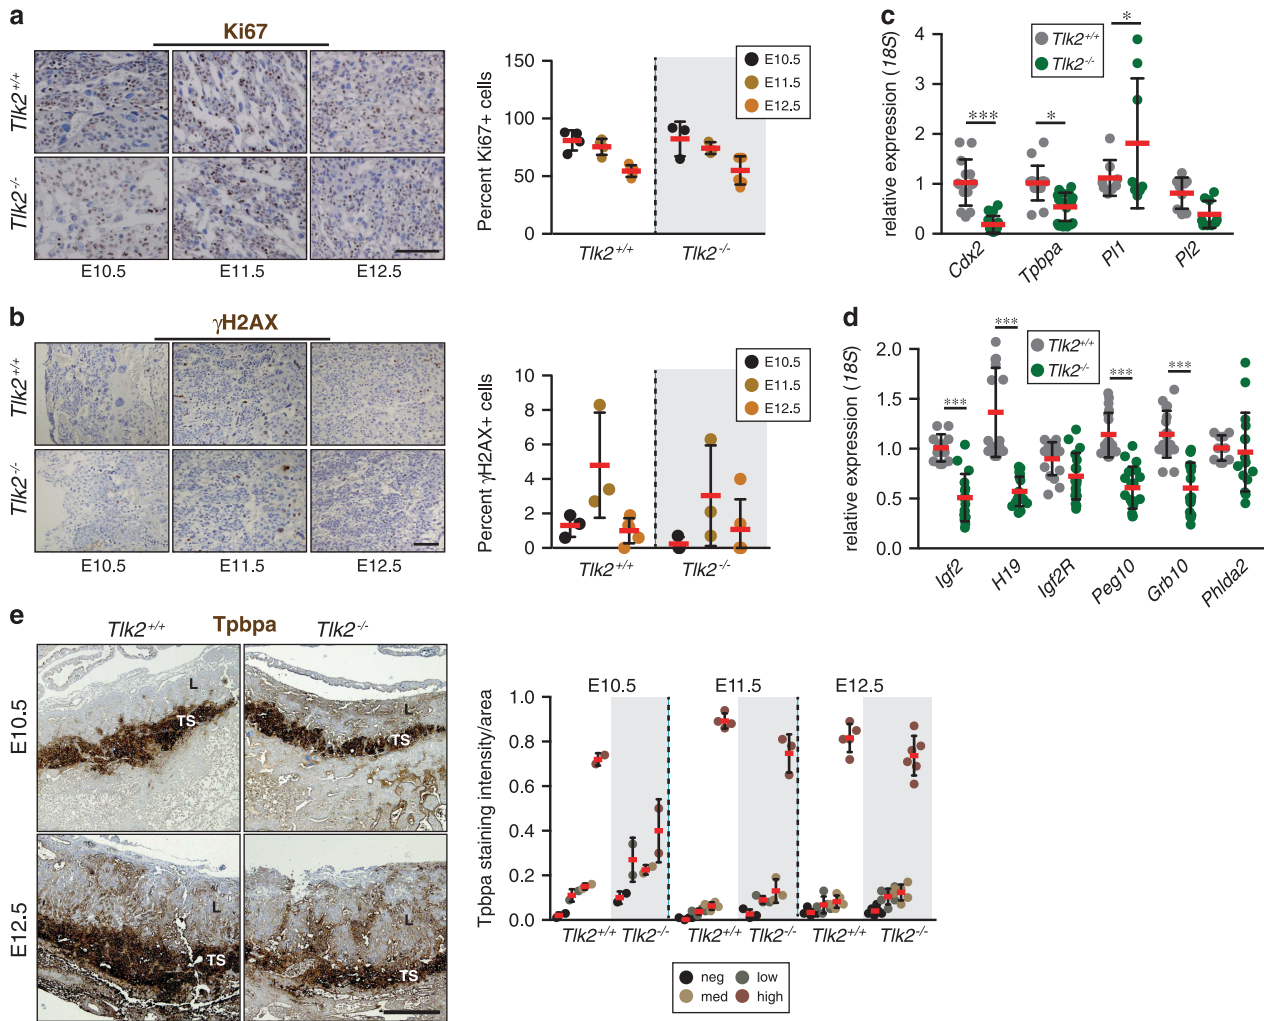 a
Ki67
Tlk2+/+
Tlk2-/-
E10.5 E11.5 E12.5
Percent Ki67+ cells
150
100
50
0
E10.5
E11.5
E12.5
Tlk2+/+ Tlk2-/-
c
relative expression (18S)
4
3
2
1
0
Tlk2+/+
Tlk2-/-
*** * *
Cdx2 Tpbpa Pl1 Pl2
b
γH2AX
Tlk2+/+
Tlk2-/-
E10.5 E11.5 E12.5
Percent γH2AX+ cells
10
8
6
4
2
0
E10.5
E11.5
E12.5
Tlk2+/+ Tlk2-/-
d
relative expression (18S)
2.0
1.5
1.0
0.5
0.0
Tlk2+/+
Tlk2-/-
*** *** *** ***
Igf2 H19 Igf2R Peg10 Grb10 Phlda2
e
Tpbpa
Tlk2+/+ Tlk2-/-
E10.5
L TS L TS
E12.5
L TS L TS
Tpbpa staining intensity/area
1.0
0.8
0.6
0.4
0.2
0.0
E10.5 E11.5 E12.5
Tlk2+/+ Tlk2-/- Tlk2+/+ Tlk2-/- Tlk2+/+ Tlk2-/-
neg low
med high